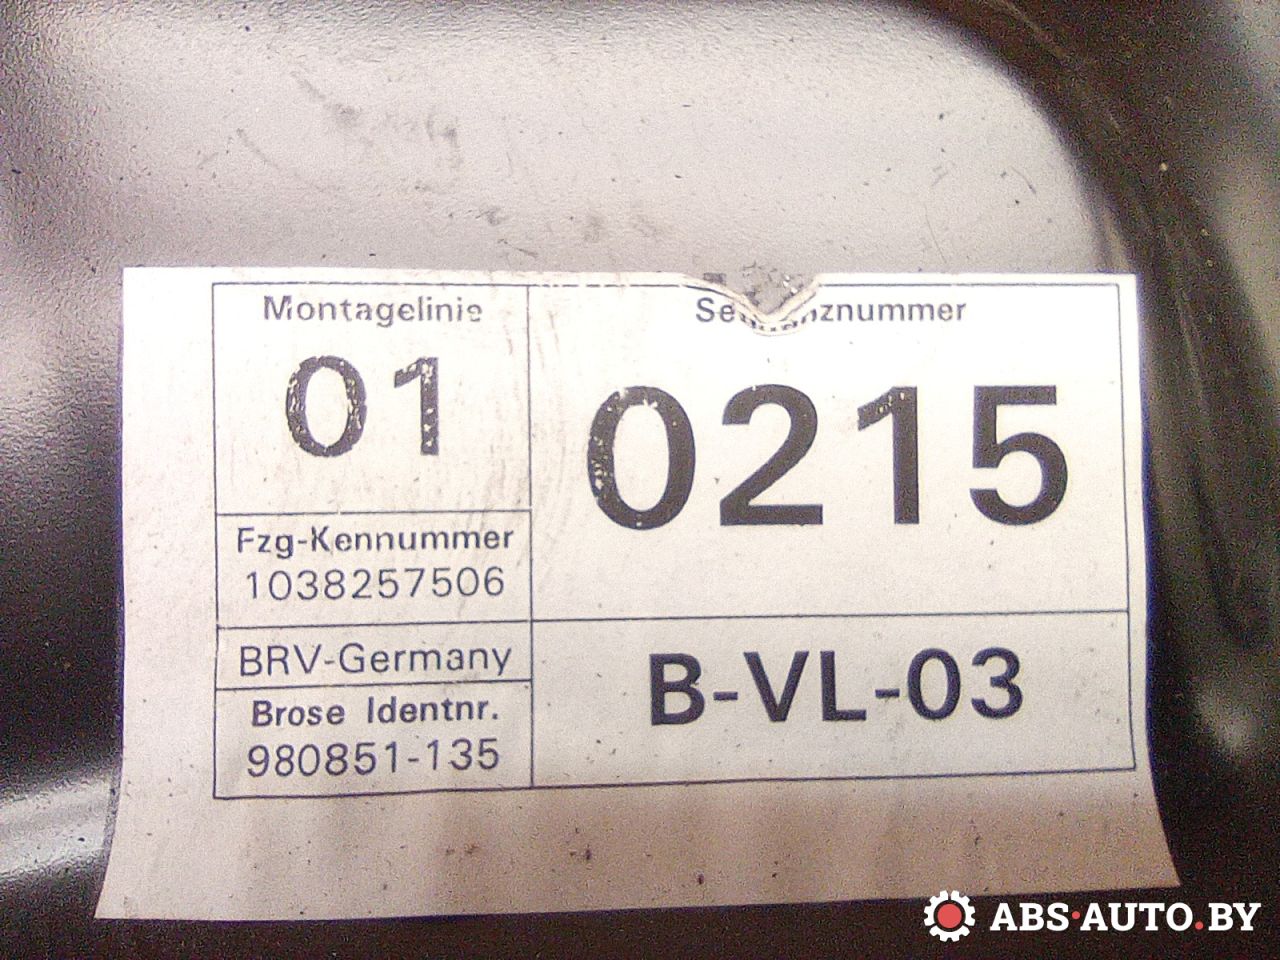 Montagelinie
01
0215
Fzg-Kennummer
1038257506
BRV-Germany
Brose Identnr.
980851-135
B-VL-03
ABS·AUTO.BY